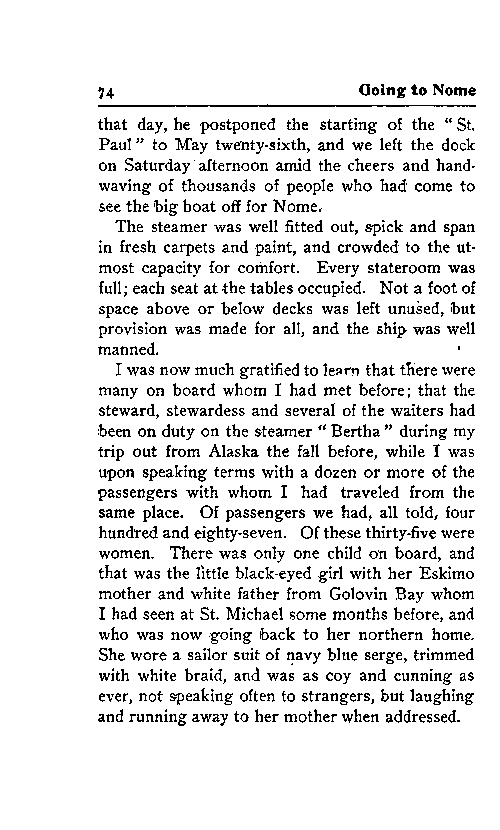 74 Going to Nome
that day, he postponed the starting of the “ St.
Paul ” to May twenty-sixth, and we left the dock
on Saturday afternoon amid the cheers and hand-
waving of thousands of people who had come to
see the big boat off for Nome.
The steamer was well fitted out, spick and span
in fresh carpets and paint, and crowded to the ut-
most capacity for comfort. Every stateroom was
full; each seat at the tables occupied. Not a foot of
space above or below decks was left unused, but
provision was made for all, and the ship was well
manned.
I was now much gratified to learn that there were
many on board whom I had met before; that the
steward, stewardess and several of the waiters had
been on duty on the steamer “ Bertha ” during my
trip out from Alaska the fall before, while I was
upon speaking terms with a dozen or more of the
passengers with whom I had traveled from the
same place. Of passengers we had, all told, four
hundred and eighty-seven. Of these thirty-five were
women. There was only one child on board, and
that was the little black-eyed girl with her Eskimo
mother and white father from Golovin Bay whom
I had seen at St. Michael some months before, and
who was now going back to her northern home.
She wore a sailor suit of navy blue serge, trimmed
with white braid, and was as coy and cunning as
ever, not speaking often to strangers, but laughing
and running away to her mother when addressed.